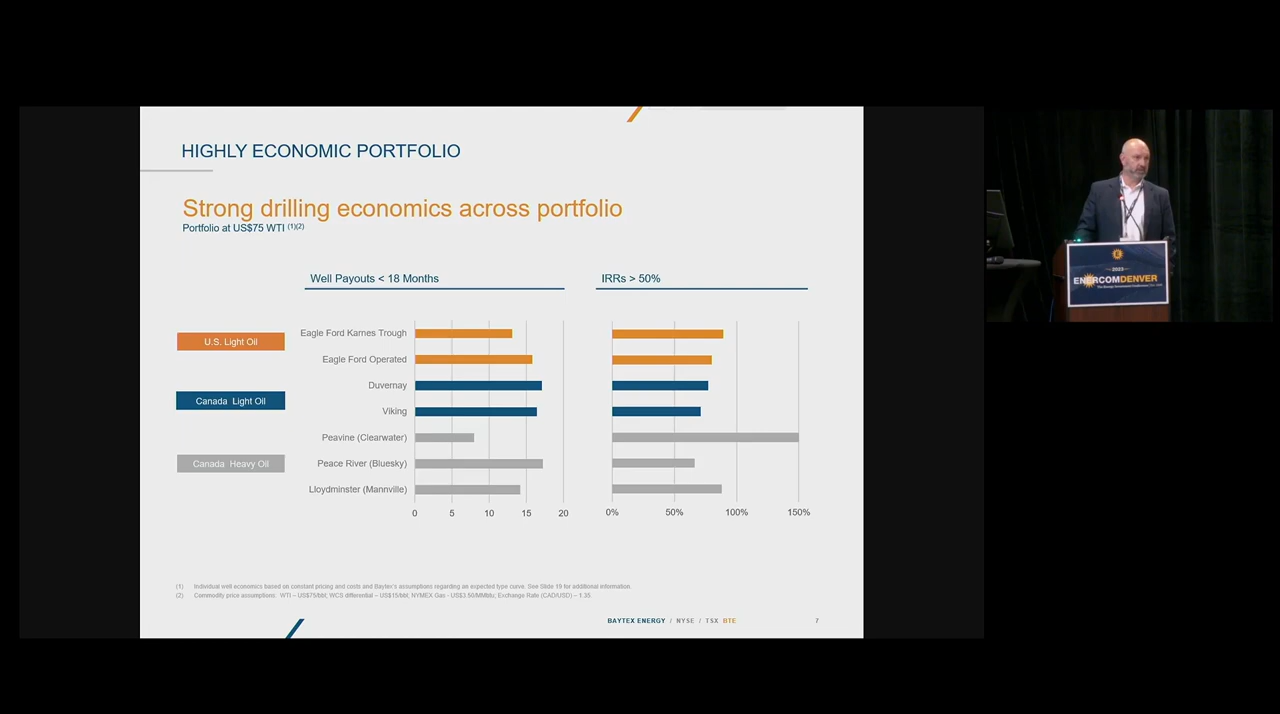 HIGHLY ECONOMIC PORTFOLIO
Strong drilling economics across portfolio
Portfolio at US$75 WTI (1)(2)
Well Payouts < 18 Months
IRRs > 50%
U.S. Light Oil
Canada Light Oil
Canada Heavy Oil
Eagle Ford Karnes Trough
Eagle Ford Operated
Duvernay
Viking
Peavine (Clearwater)
Peace River (Bluesky)
Lloydminster (Mannville)
0 5 10 15 20
0% 50% 100% 150%
(1) Individual well economics based on constant pricing and costs and Baytex's assumptions regarding an expected type curve. See Slide 19 for additional information.
(2) Commodity price assumptions: WTI – US$75/bbl; WCS differential – US$15/bbl; NYMEX Gas - US$3.50/MMbtu; Exchange Rate (CAD/USD) – 1.35.
BAYTEX ENERGY / NYSE / TSX BTE
7
2023
ENERCOMDENVER